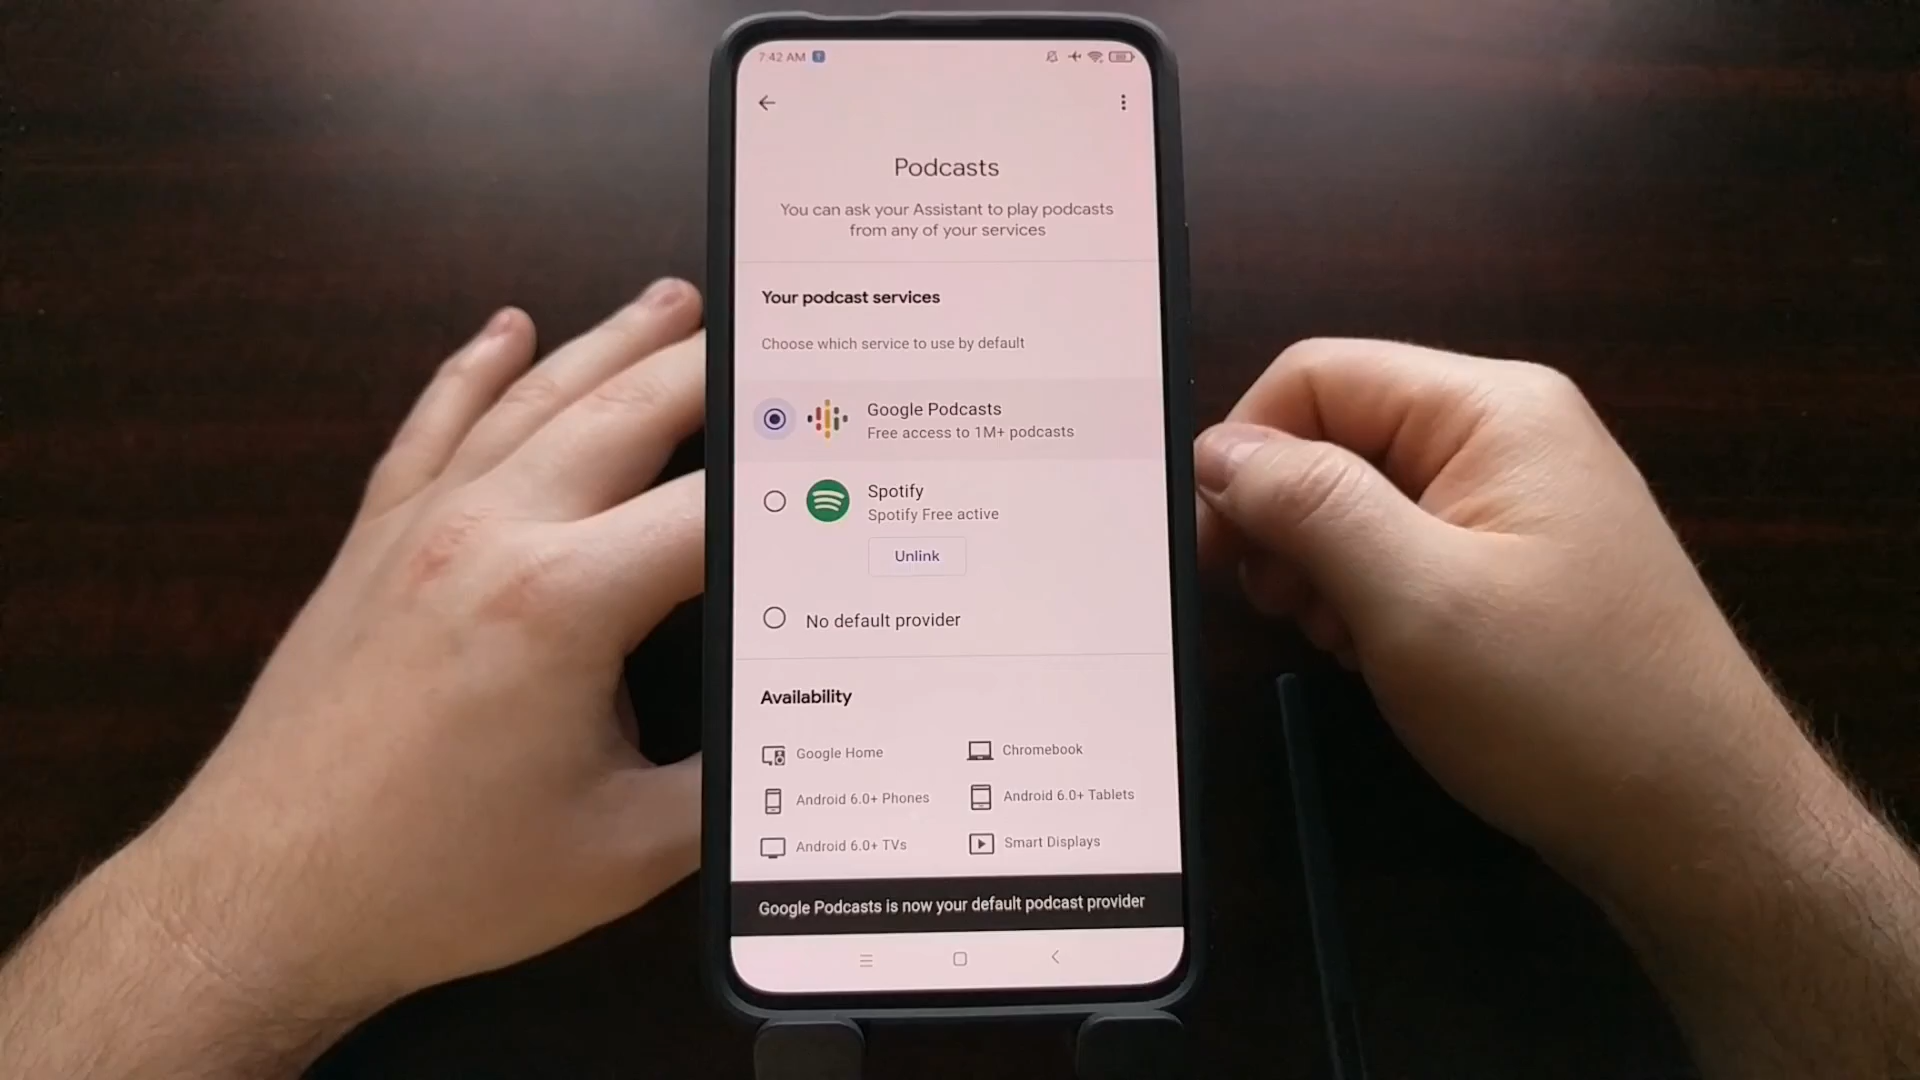 7:42 AM
Podcasts
You can ask your Assistant to play podcasts
from any of your services
Your podcast services
Choose which service to use by default
Google Podcasts
Free access to 1M+ podcasts
Spotify
Spotify Free active
Unlink
No default provider
Availability
Google Home
Chromebook
Android 6.0+ Phones
Android 6.0+ Tablets
Android 6.0+ TVs
Smart Displays
Google Podcasts is now your default podcast provider